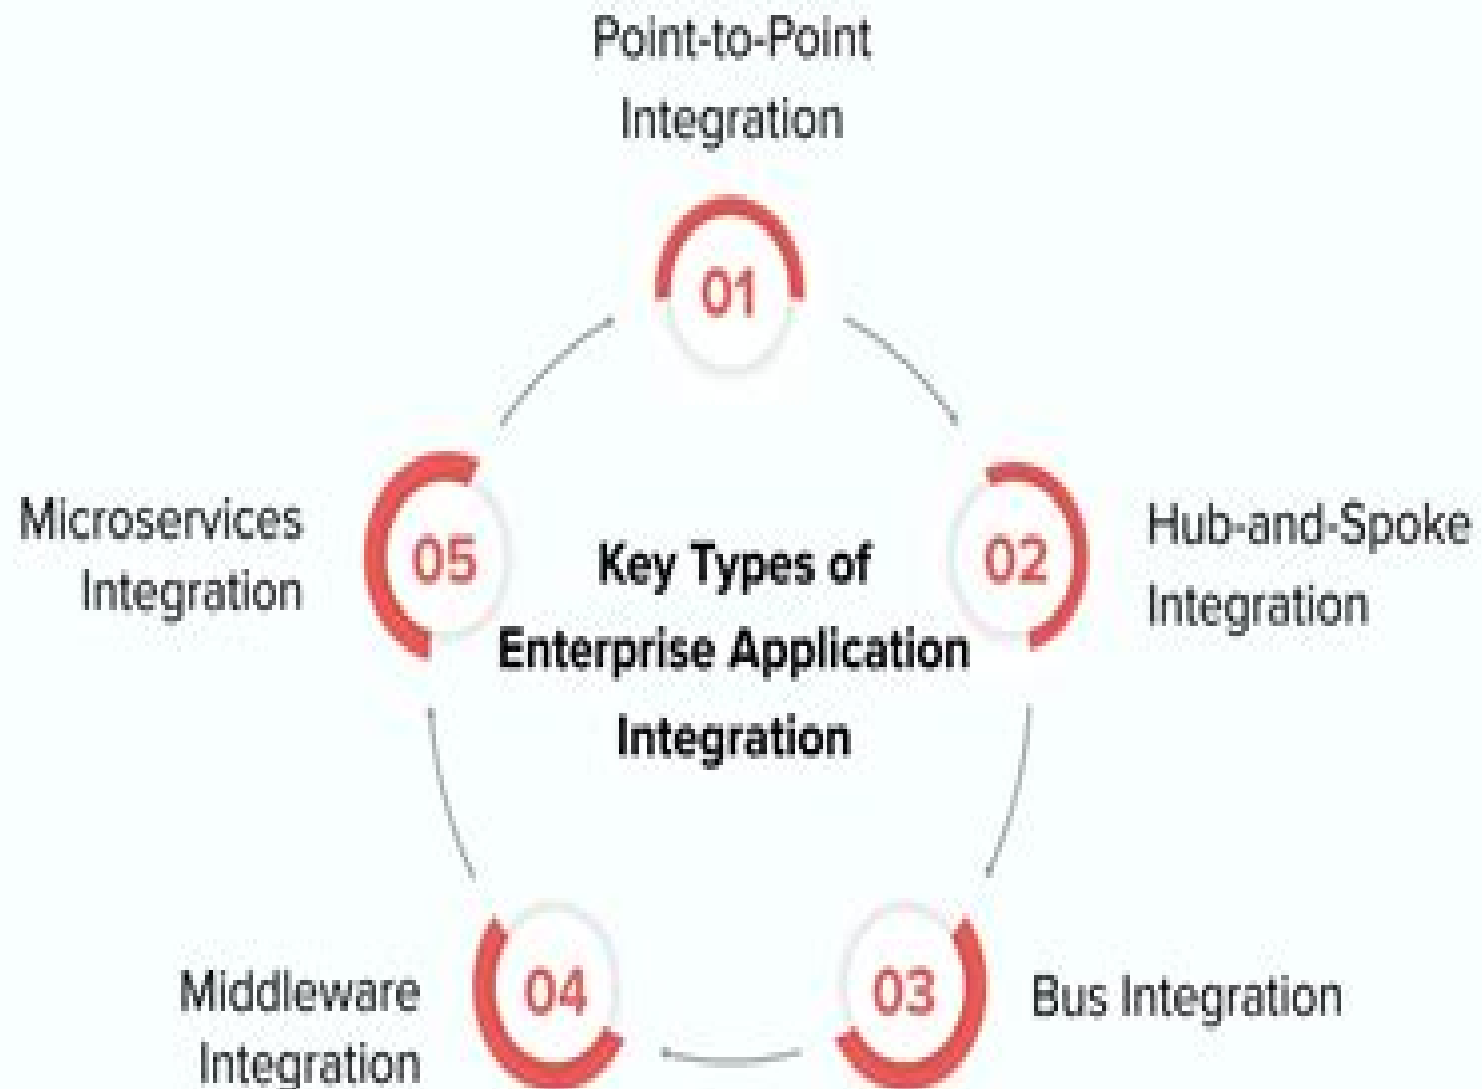 Point-to-Point
Integration
01
02
Hub-and-Spoke
Integration
03
Bus Integration
04
Middleware
Integration
05
Microservices
Integration
Key Types of
Enterprise Application
Integration